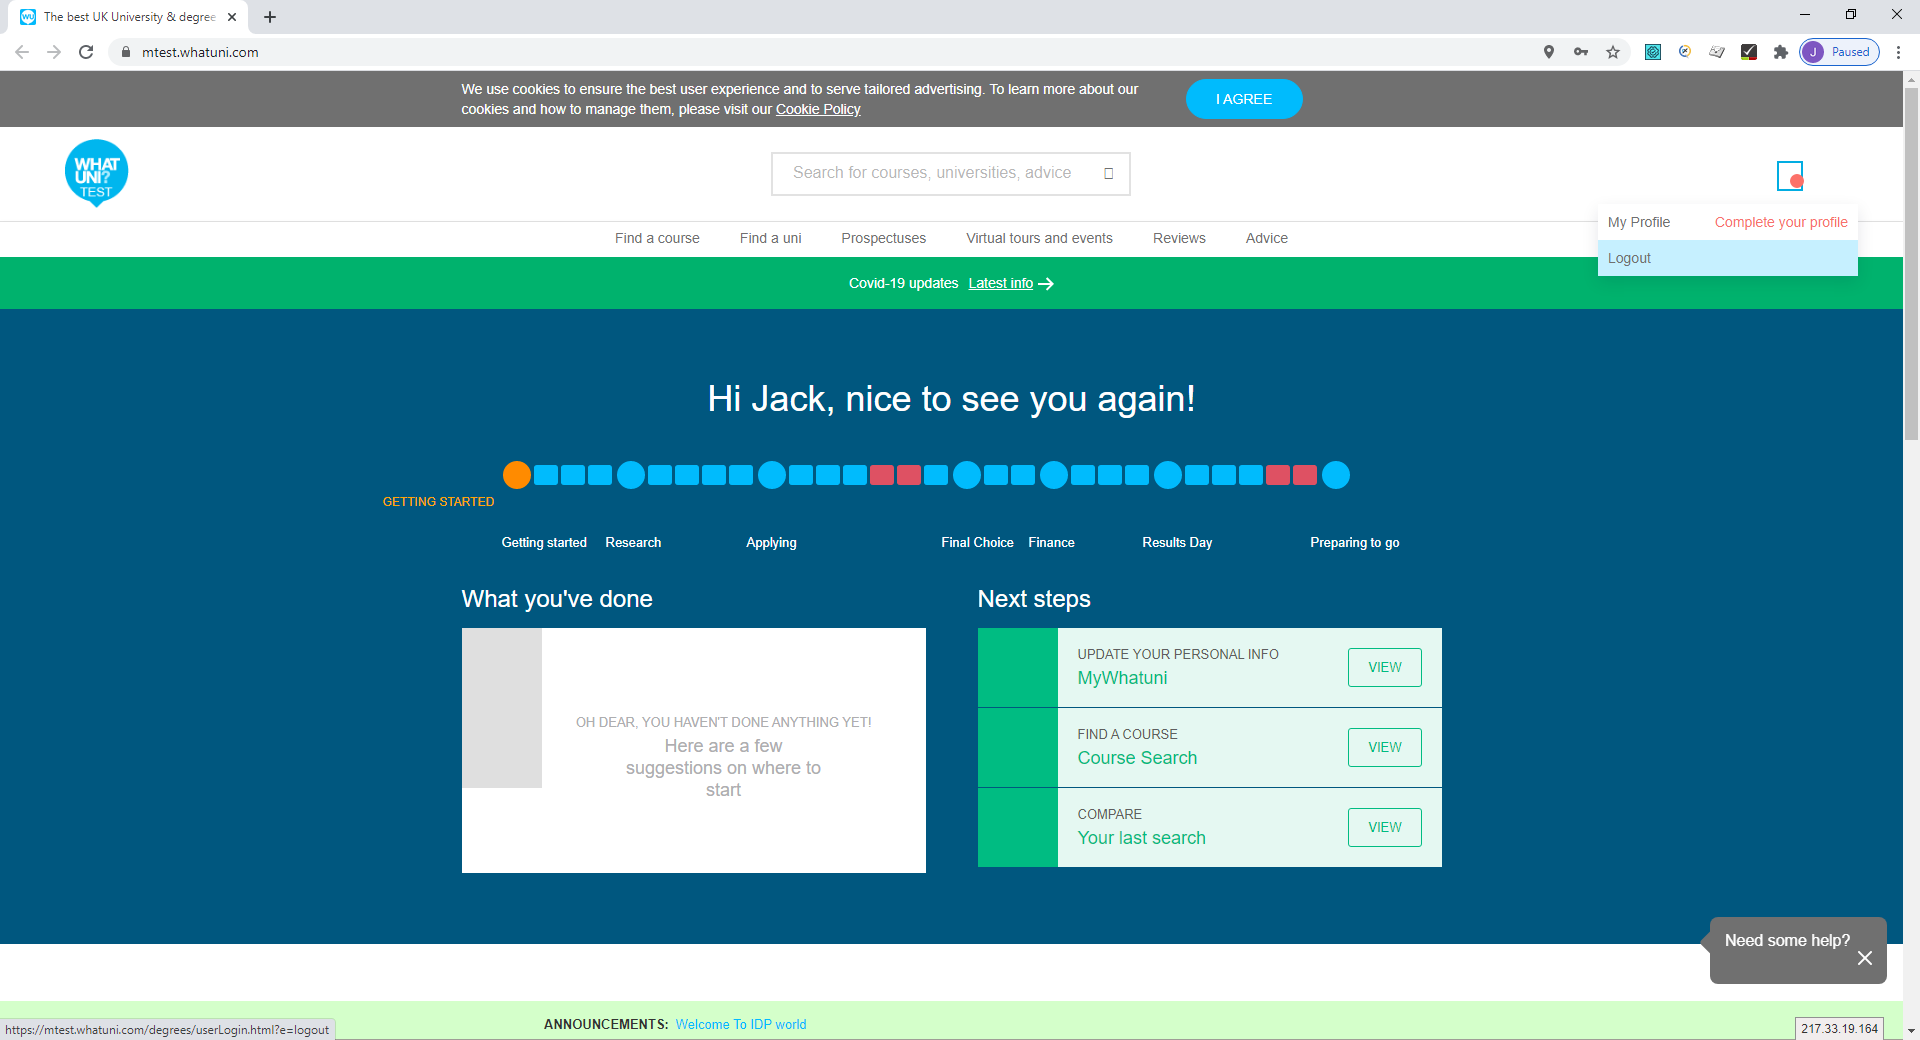 The best UK University & degree
mtest.whatuni.com
J Paused
We use cookies to ensure the best user experience and to serve tailored advertising. To learn more about our
cookies and how to manage them, please visit our Cookie Policy
I AGREE
WHAT
UNI?
TEST
Search for courses, universities, advice
My Profile Complete your profile
Logout
Find a course Find a uni Prospectuses Virtual tours and events Reviews Advice
Covid-19 updates Latest info
Hi Jack, nice to see you again!
GETTING STARTED
Getting started Research Applying Final Choice Finance Results Day Preparing to go
What you've done
OH DEAR, YOU HAVEN'T DONE ANYTHING YET!
Here are a few
suggestions on where to
start
Next steps
UPDATE YOUR PERSONAL INFO
MyWhatuni
VIEW
FIND A COURSE
Course Search
VIEW
COMPARE
Your last search
VIEW
Need some help?
ANNOUNCEMENTS: Welcome To IDP world
https://mtest.whatuni.com/degrees/userLogin.html?e=logout
217.33.19.164